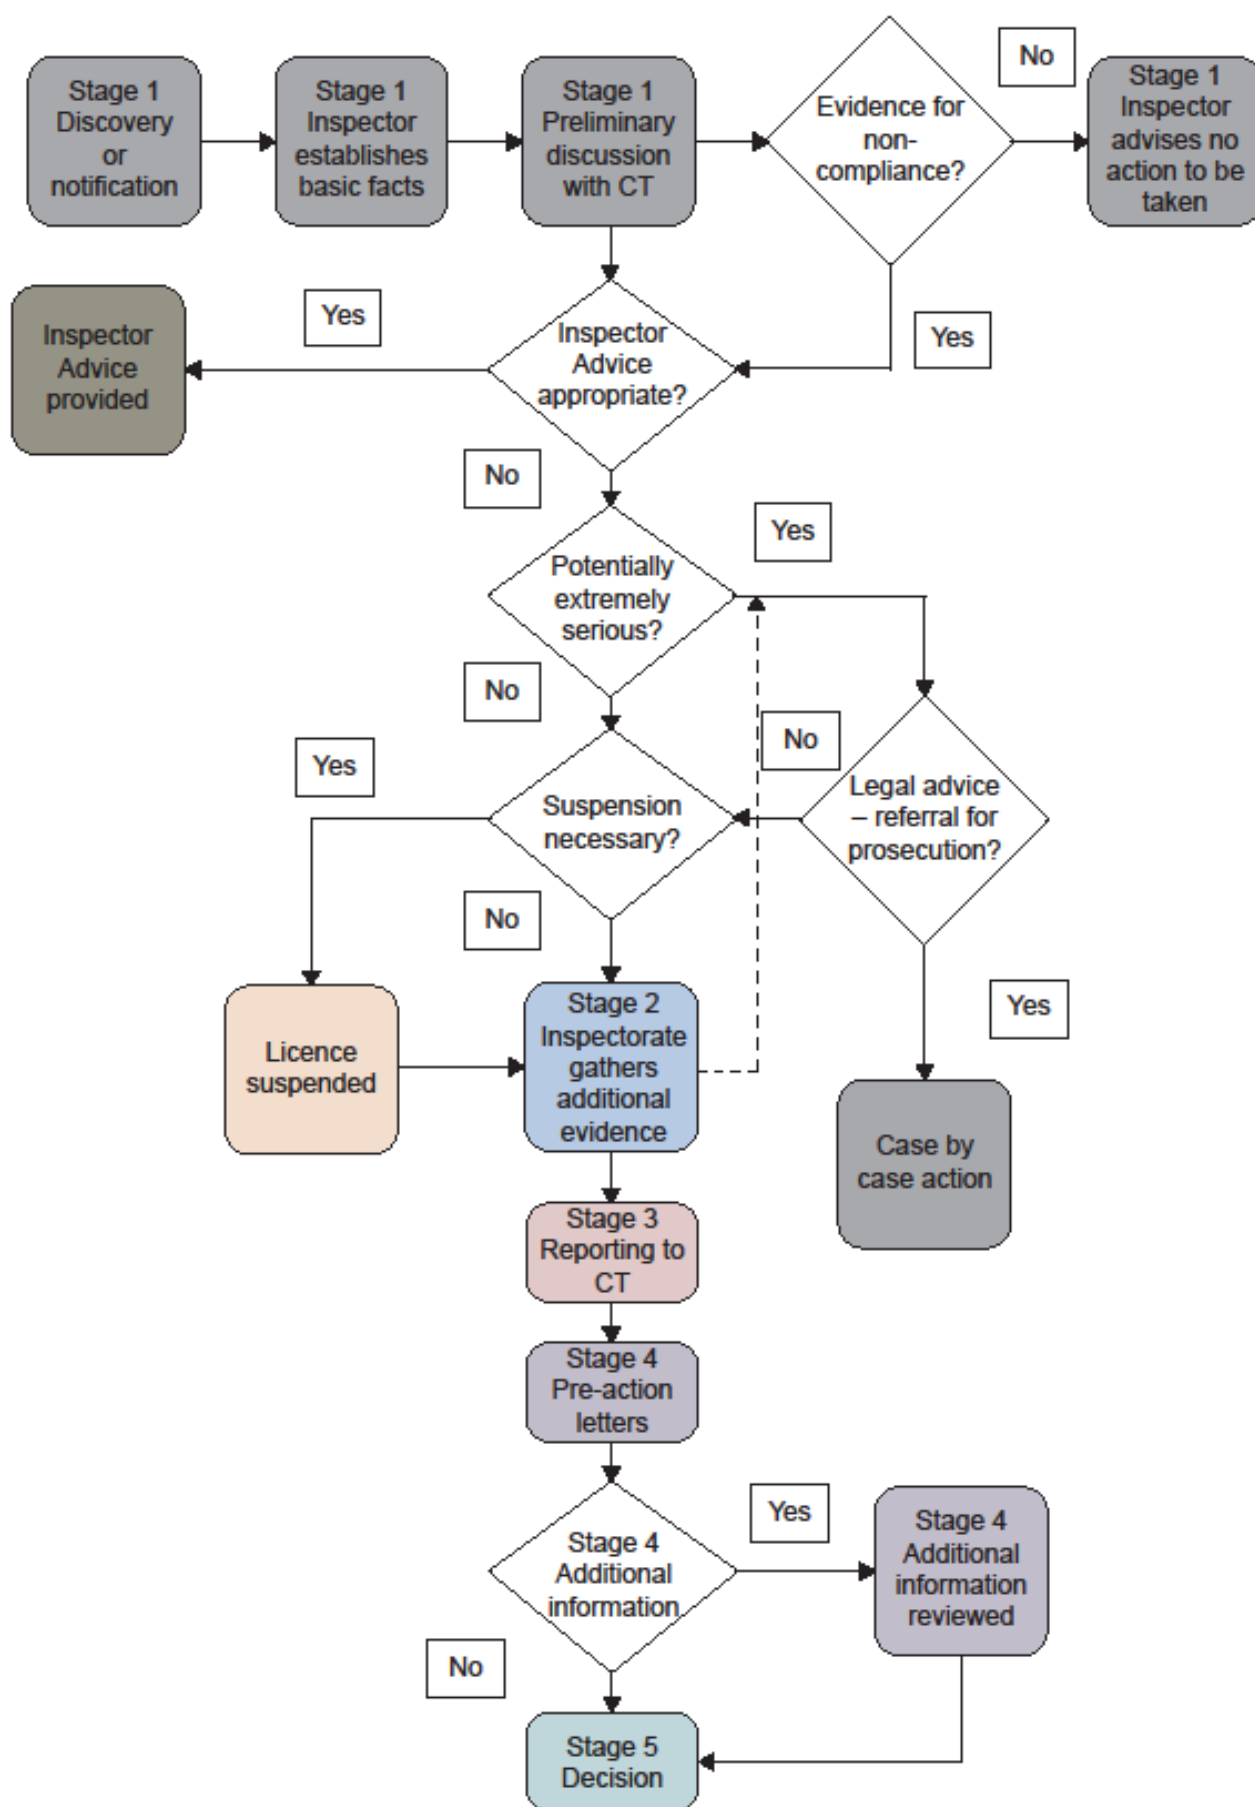 Stage 1
Discovery
or
notification
Stage 1
Inspector
establishes
basic facts
Stage 1
Preliminary
discussion
with CT
Evidence for
non-
compliance?
No
Stage 1
Inspector
advises no
action to be
taken
Inspector
Advice
provided
Yes
Inspector
Advice
appropriate?
Yes
No
Potentially
extremely
serious?
Yes
No
Yes
Suspension
necessary?
No
Legal advice
– referral for
prosecution?
No
Licence
suspended
Stage 2
Inspectorate
gathers
additional
evidence
Yes
Case by
case action
Stage 3
Reporting to
CT
Stage 4
Pre-action
letters
Stage 4
Additional
information
Yes
Stage 4
Additional
information
reviewed
No
Stage 5
Decision